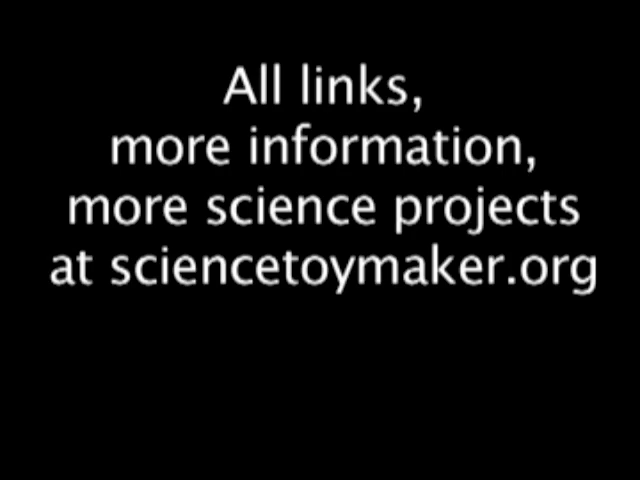 All links,
more information,
more science projects
at sciencetoymaker.org